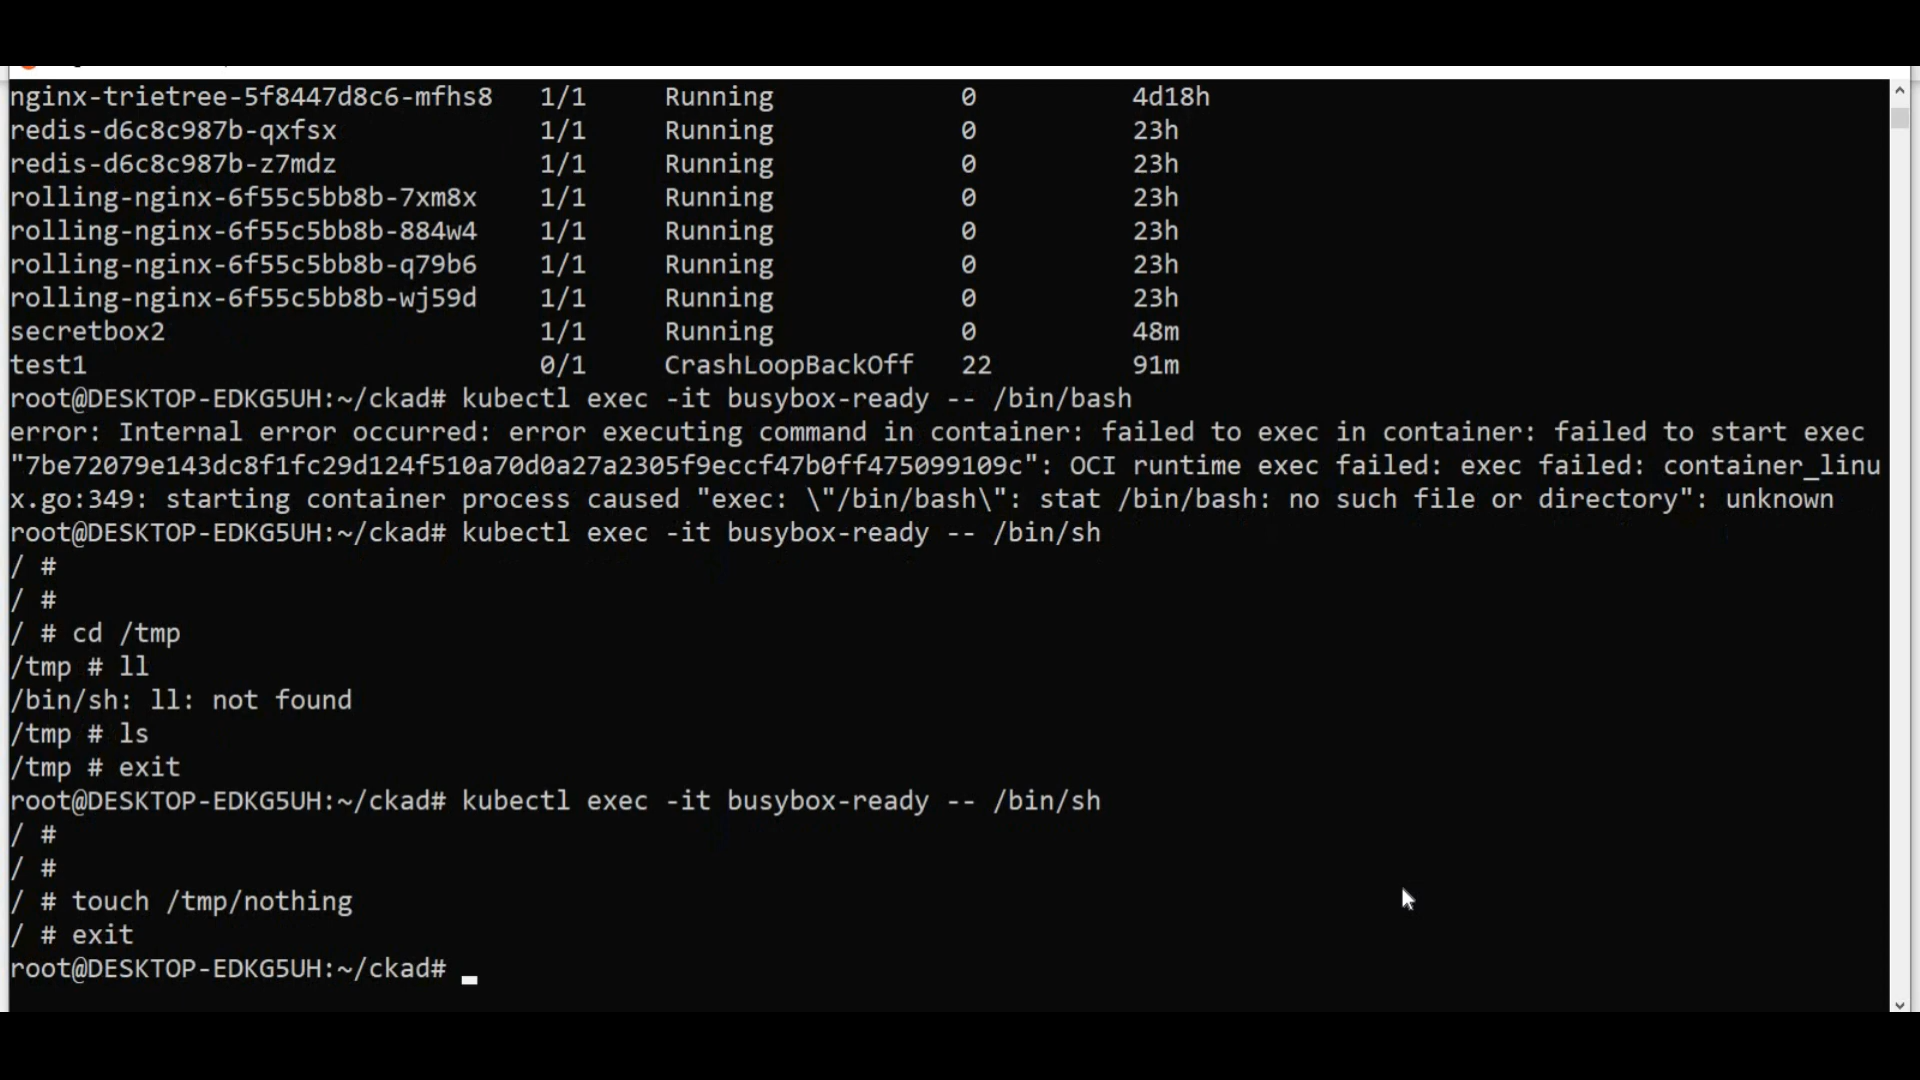 nginx-trietree-5f8447d8c6-mfhs8   1/1     Running            0          4d18h
redis-d6c8c987b-qxfsx             1/1     Running            0          23h
redis-d6c8c987b-z7mdz             1/1     Running            0          23h
rolling-nginx-6f55c5bb8b-7xm8x    1/1     Running            0          23h
rolling-nginx-6f55c5bb8b-884w4    1/1     Running            0          23h
rolling-nginx-6f55c5bb8b-q79b6    1/1     Running            0          23h
rolling-nginx-6f55c5bb8b-wj59d    1/1     Running            0          23h
secretbox2                        1/1     Running            0          48m
test1                             0/1     CrashLoopBackOff   22         91m
root@DESKTOP-EDKG5UH:~/ckad# kubectl exec -it busybox-ready -- /bin/bash
error: Internal error occurred: error executing command in container: failed to exec in container: failed to start exec
"7be72079e143dc8f1fc29d124f510a70d0a27a2305f9eccf47b0ff475099109c": OCI runtime exec failed: exec failed: container_linu
x.go:349: starting container process caused "exec: \"/bin/bash\": stat /bin/bash: no such file or directory": unknown
root@DESKTOP-EDKG5UH:~/ckad# kubectl exec -it busybox-ready -- /bin/sh
/ #
/ #
/ # cd /tmp
/tmp # ll
/bin/sh: ll: not found
/tmp # ls
/tmp # exit
root@DESKTOP-EDKG5UH:~/ckad# kubectl exec -it busybox-ready -- /bin/sh
/ #
/ #
/ # touch /tmp/nothing
/ # exit
root@DESKTOP-EDKG5UH:~/ckad#